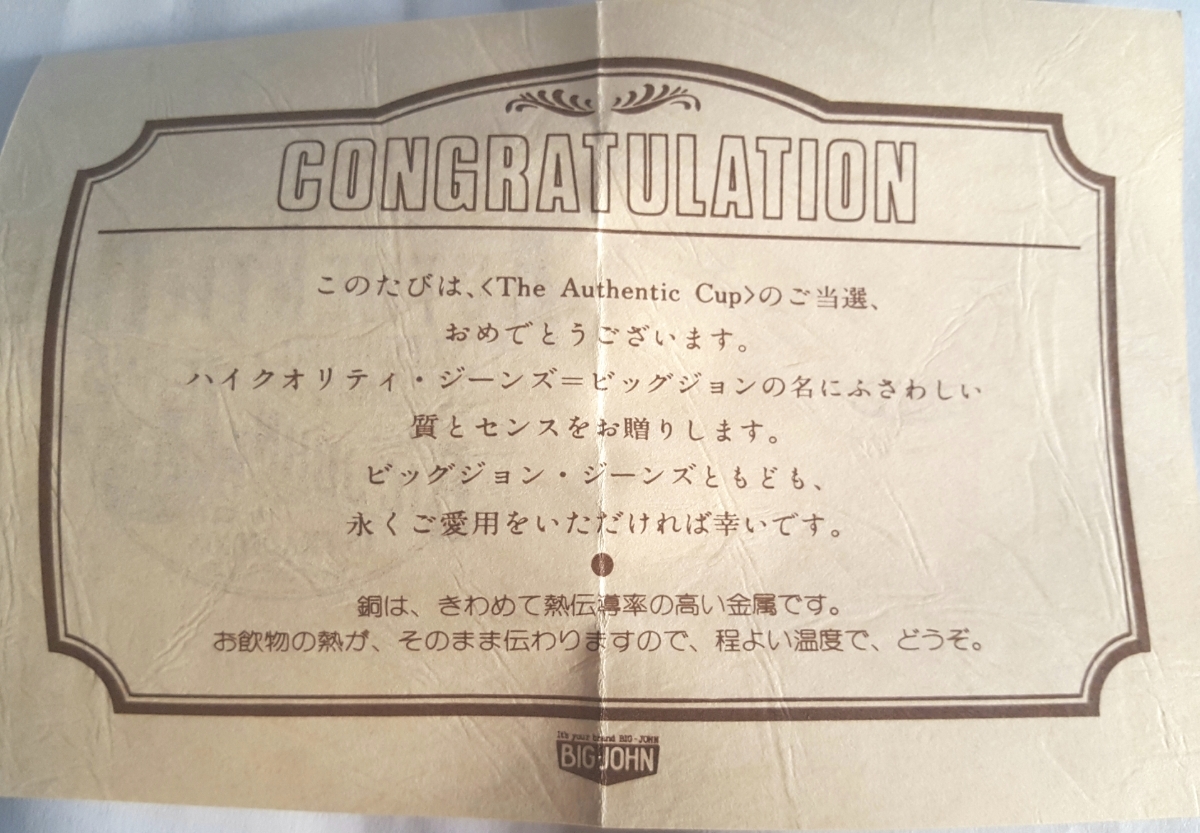 CONGRATULATION
このたびは、<The Authentic Cup>のご当選、
おめでとうございます。
ハイクオリティ・ジーンズ=ビッグジョンの名にふさわしい
質とセンスをお贈りします。
ビッグジョン・ジーンズともども、
永くご愛用をいただければ幸いです。
●
銅は、きわめて熱伝導率の高い金属です。
お飲物の熱が、そのまま伝わりますので、程よい温度で、どうぞ。
It's your brand BIG-JOHN
BIG JOHN